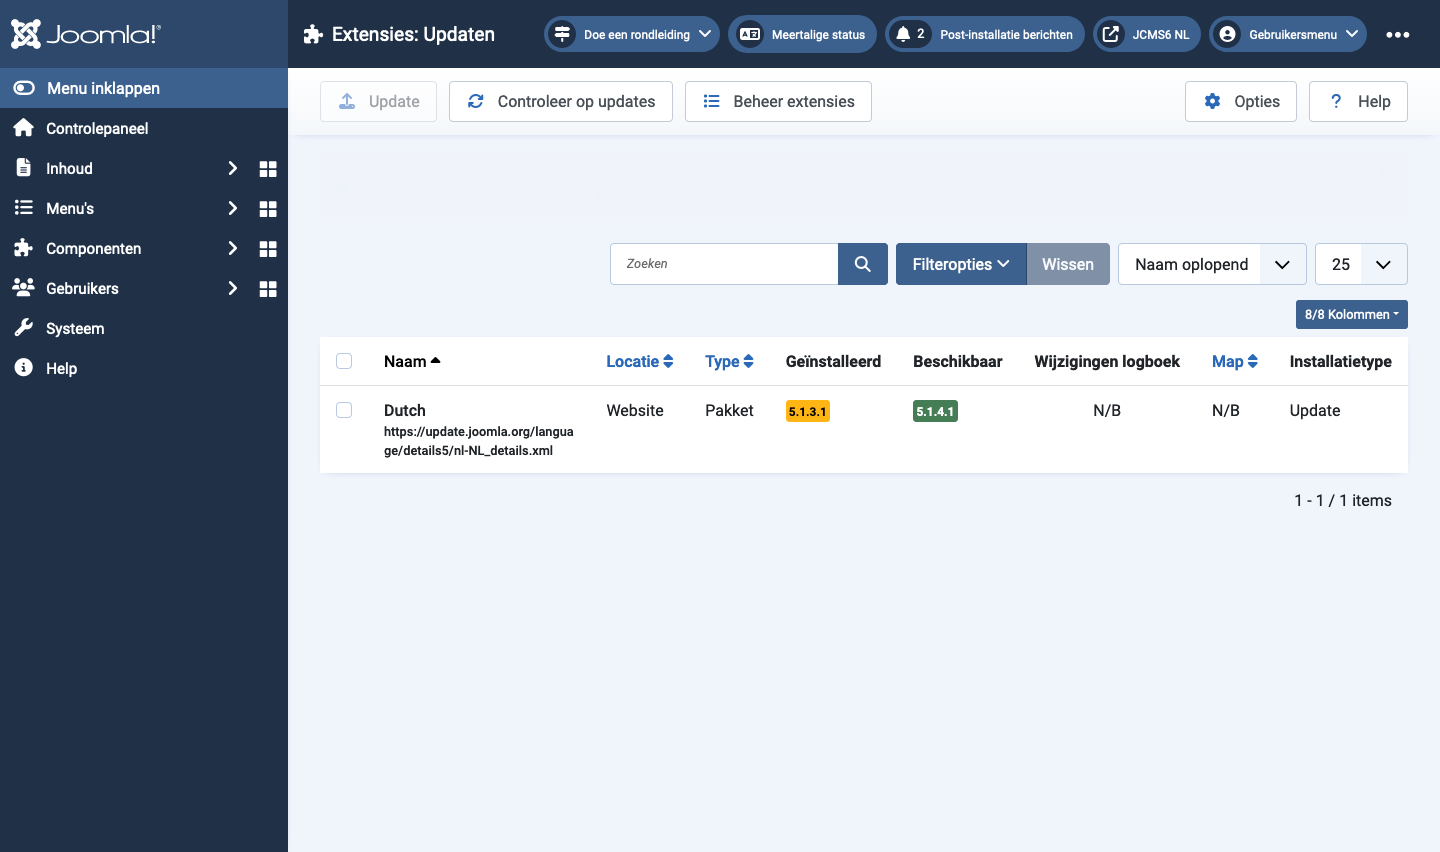 Joomla!®
Extensies: Updaten
Doe een rondleiding
Meertalige status
2
Post-installatie berichten
JCMS6 NL
Gebruikersmenu
Menu inklappen
Controlepaneel
Inhoud
Menu's
Componenten
Gebruikers
Systeem
Help
Update
Controleer op updates
Beheer extensies
Opties
? Help
Zoeken
Filteropties
Wissen
Naam oplopend
25
8/8 Kolommen
Naam Locatie Type Geïnstalleerd Beschikbaar Wijzigingen logboek Map Installatietype
Dutch Website Pakket 5.1.3.1 5.1.4.1 N/B N/B Update
https://update.joomla.org/langua
ge/details5/nl-NL_details.xml
1 - 1 / 1 items